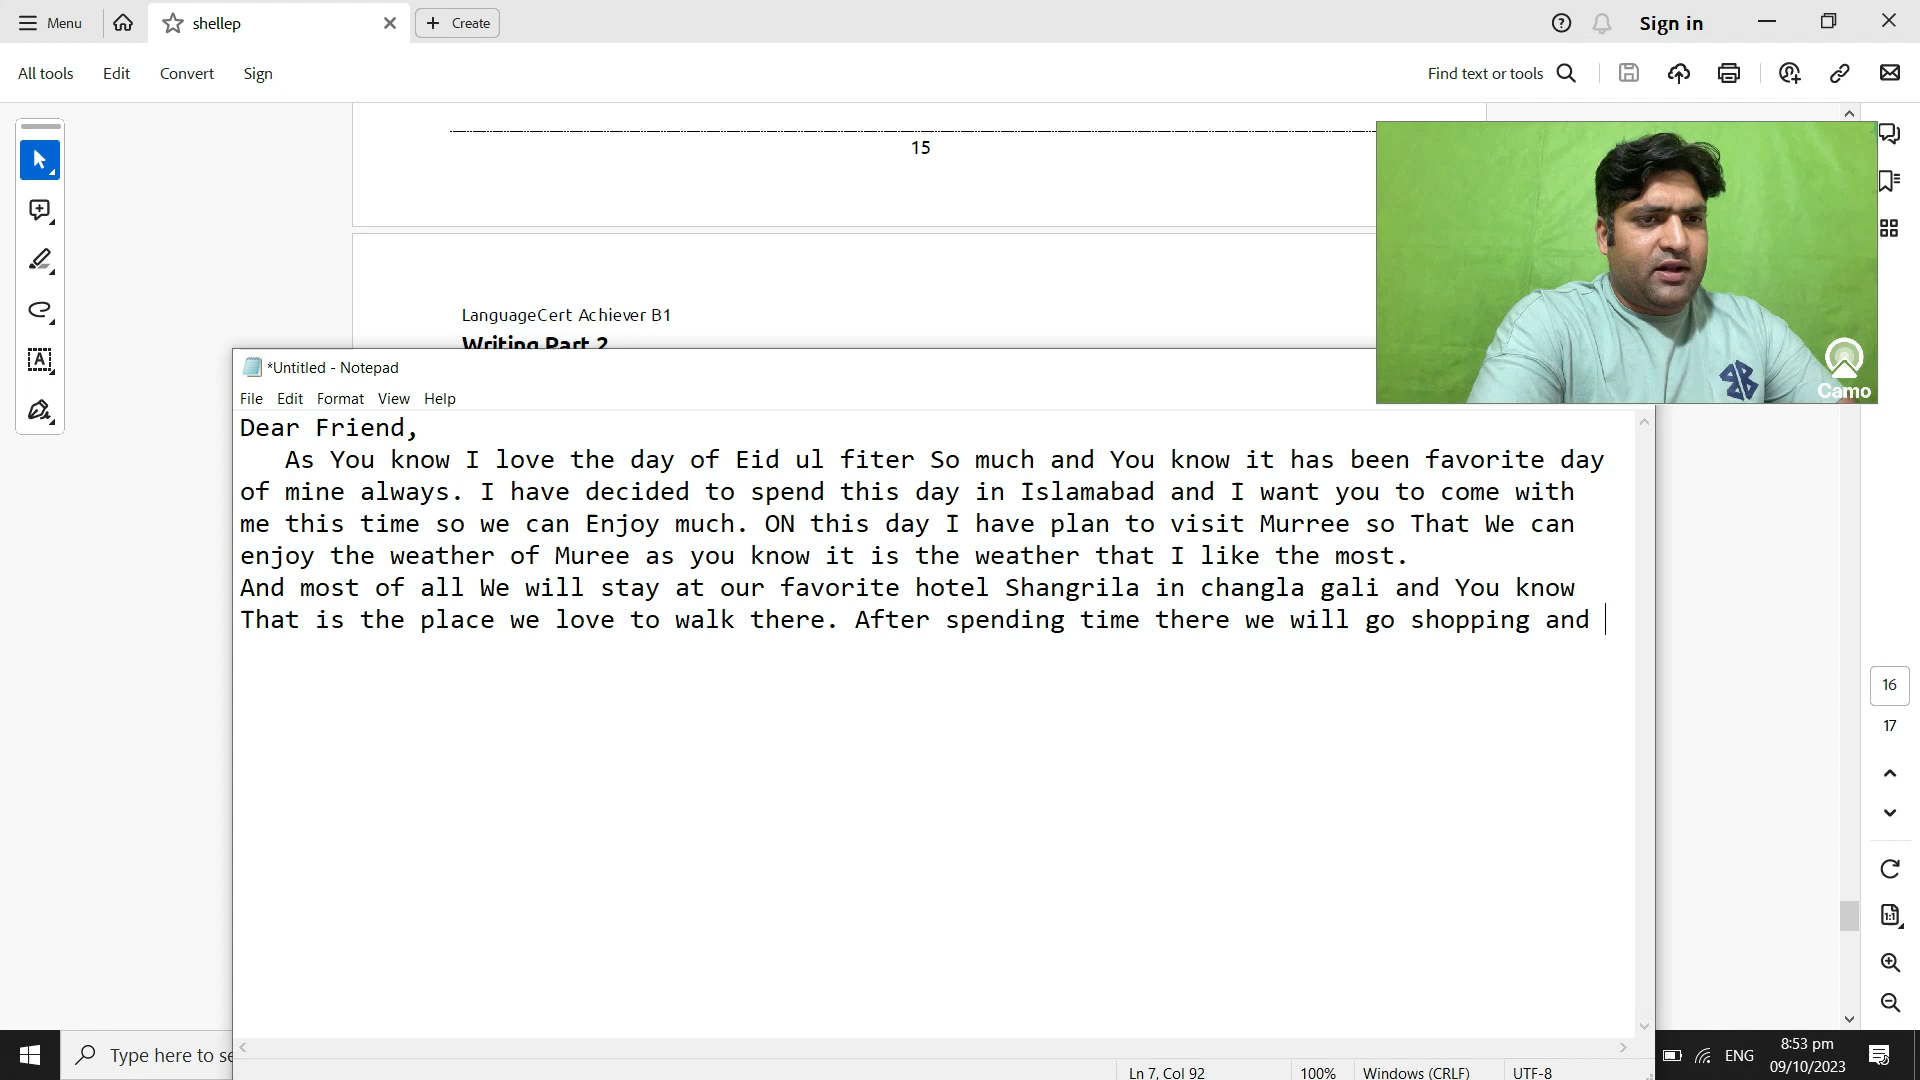 Menu
shellep
Create
Sign in
All tools
Edit
Convert
Sign
Find text or tools
15
LanguageCert Achiever B1
Writing Part 2
Camo
*Untitled - Notepad
File
Edit
Format
View
Help
Dear Friend,
As You know I love the day of Eid ul fiter So much and You know it has been favorite day
of mine always. I have decided to spend this day in Islamabad and I want you to come with
me this time so we can Enjoy much. ON this day I have plan to visit Murree so That We can
enjoy the weather of Muree as you know it is the weather that I like the most.
And most of all We will stay at our favorite hotel Shangrila in changla gali and You know
That is the place we love to walk there. After spending time there we will go shopping and
16
17
1:1
Type here to se
Ln 7, Col 92
100%
Windows (CRLF)
UTF-8
ENG
8:53 pm
09/10/2023